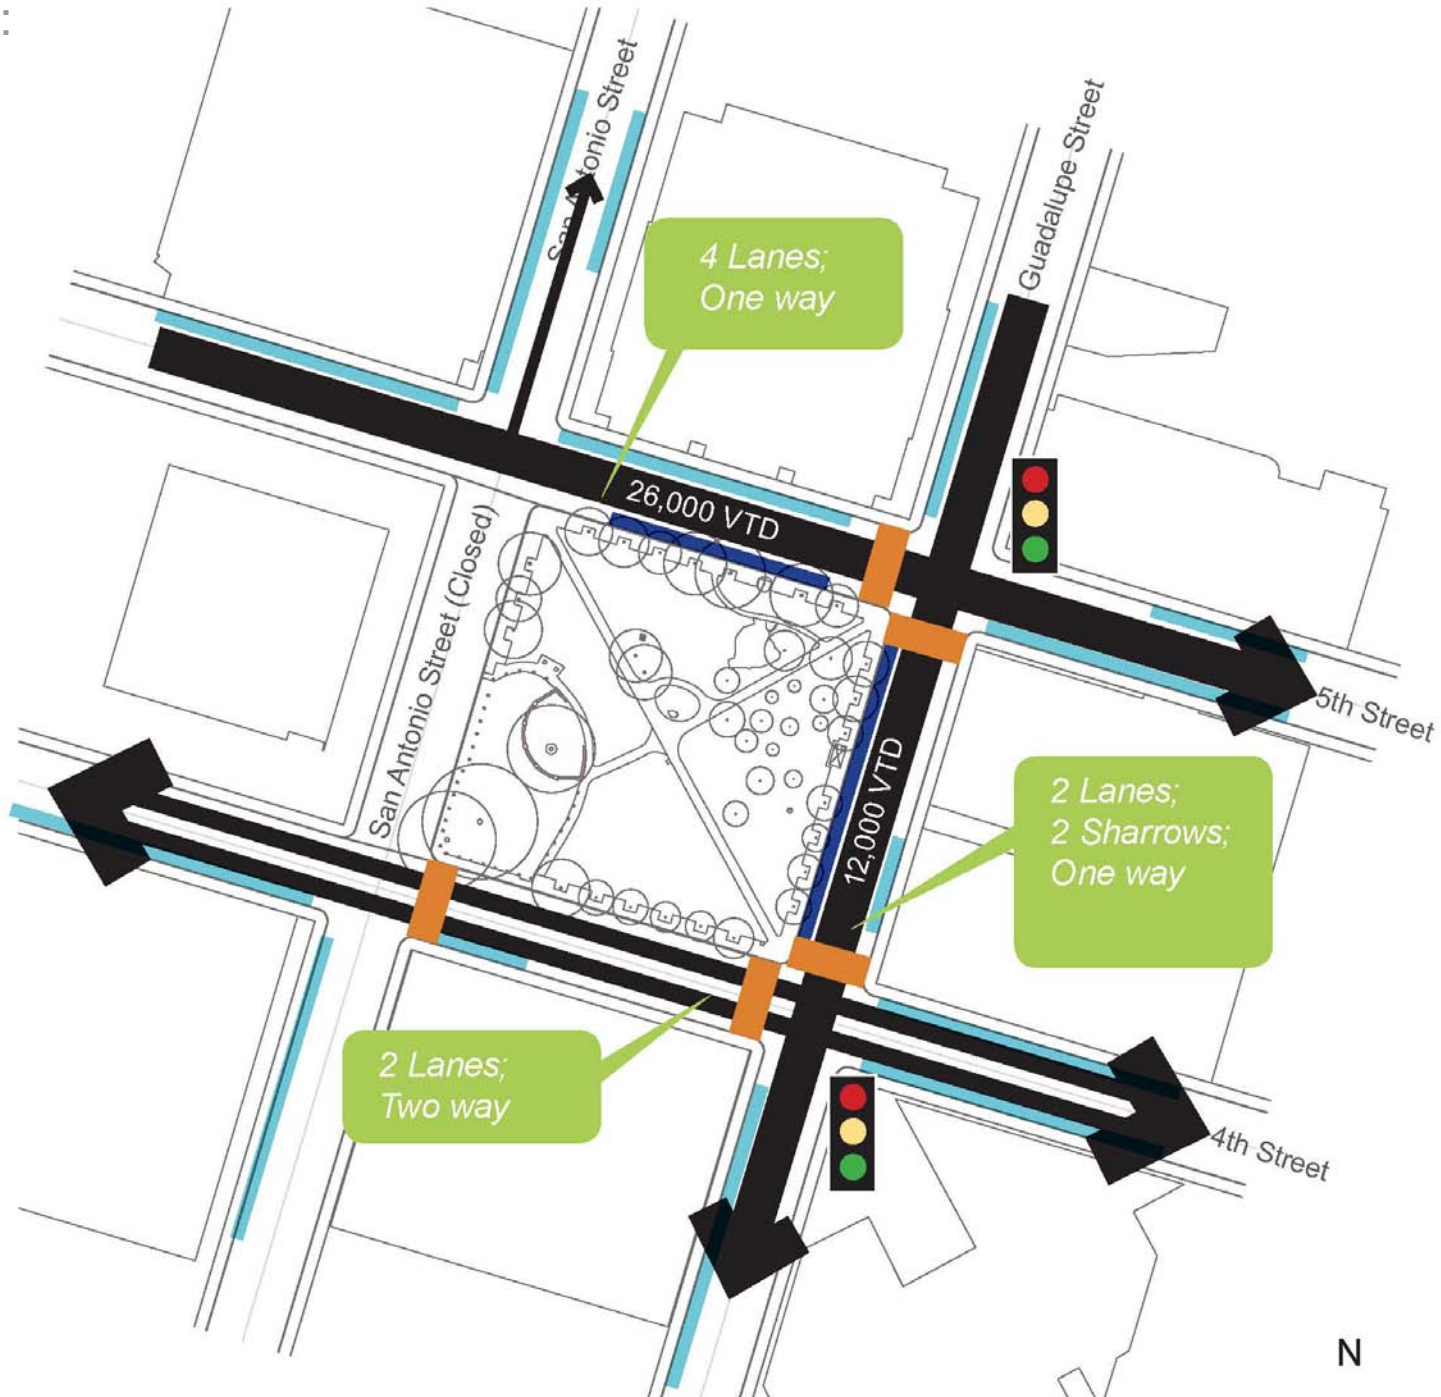 San Antonio Street
Guadalupe Street
4 Lanes;
One way
26,000 VTD
San Antonio Street (Closed)
5th Street
12,000 VTD
2 Lanes;
2 Sharrows;
One way
2 Lanes;
Two way
4th Street
N